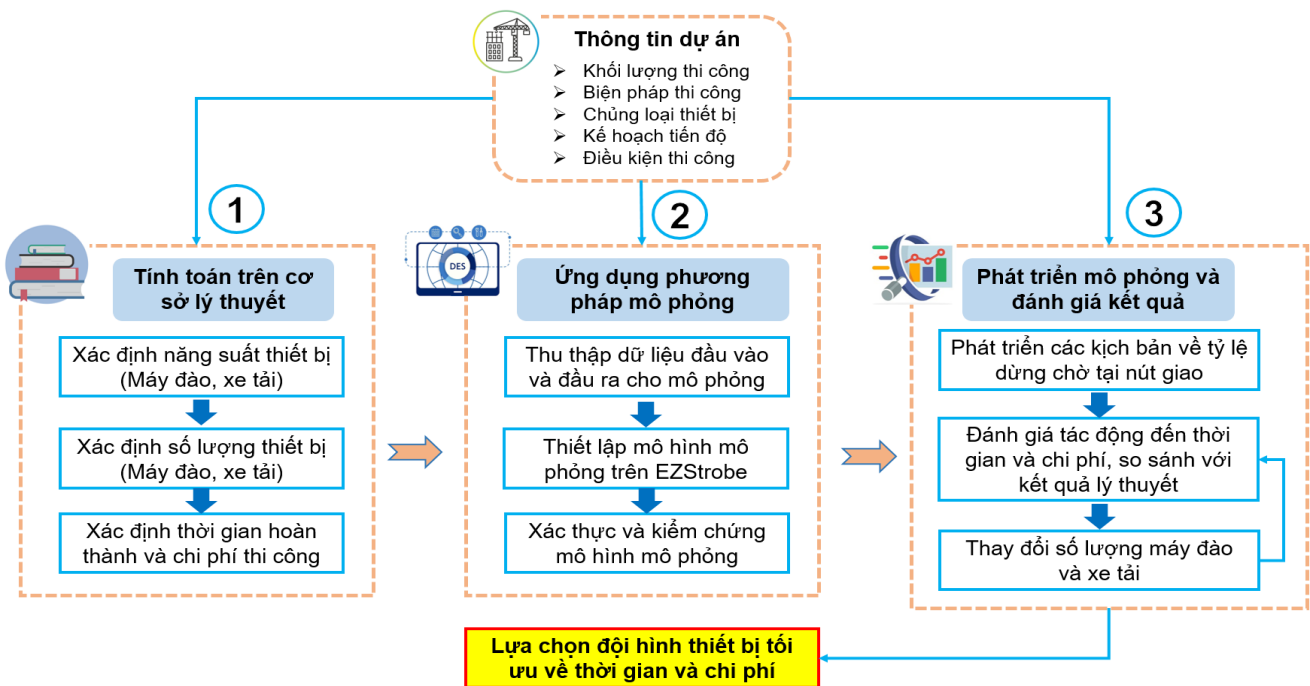 Thông tin dự án
➢ Khối lượng thi công
➢ Biện pháp thi công
➢ Chủng loại thiết bị
➢ Kế hoạch tiến độ
➢ Điều kiện thi công
1
Tính toán trên cơ
sở lý thuyết
Xác định năng suất thiết bị
(Máy đào, xe tải)
Xác định số lượng thiết bị
(Máy đào, xe tải)
Xác định thời gian hoàn
thành và chi phí thi công
2
DES
Ứng dụng phương
pháp mô phỏng
Thu thập dữ liệu đầu vào
và đầu ra cho mô phỏng
Thiết lập mô hình mô
phỏng trên EZStrobe
Xác thực và kiểm chứng
mô hình mô phỏng
3
Phát triển mô phỏng và
đánh giá kết quả
Phát triển các kịch bản về tỷ lệ
dừng chờ tại nút giao
Đánh giá tác động đến thời
gian và chi phí, so sánh với
kết quả lý thuyết
Thay đổi số lượng máy đào
và xe tải
Lựa chọn đội hình thiết bị tối
ưu về thời gian và chi phí